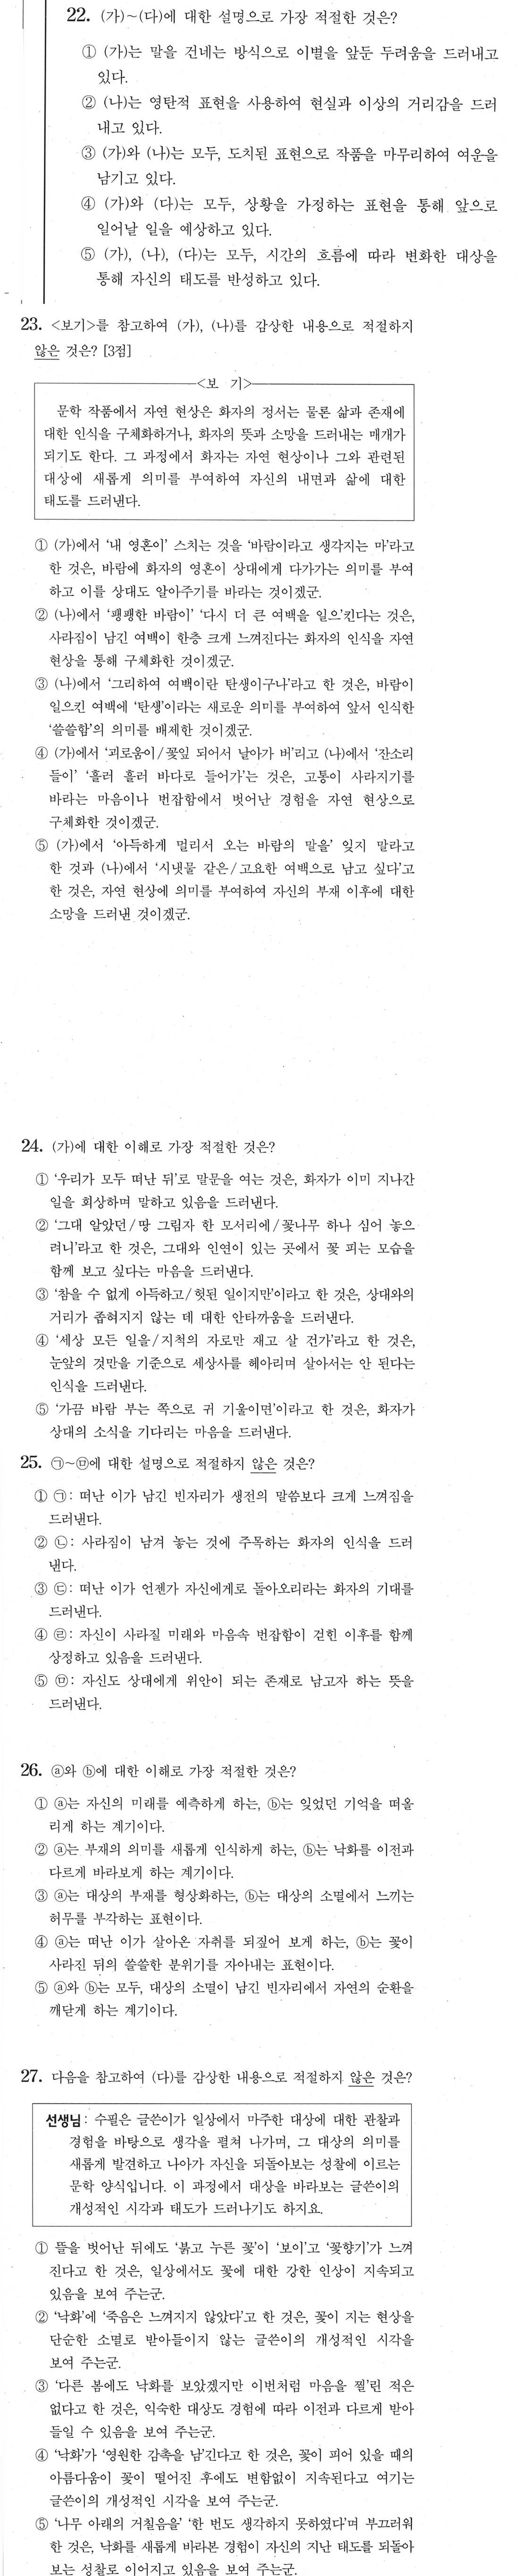 22. (가)~(다)에 대한 설명으로 가장 적절한 것은?
① (가)는 말을 건네는 방식으로 이별을 앞둔 두려움을 드러내고
있다.
② (나)는 영탄적 표현을 사용하여 현실과 이상의 거리감을 드러
내고 있다.
③ (가)와 (나)는 모두, 도치된 표현으로 작품을 마무리하여 여운을
남기고 있다.
④ (가)와 (다)는 모두, 상황을 가정하는 표현을 통해 앞으로
일어날 일을 예상하고 있다.
⑤ (가), (나), (다)는 모두, 시간의 흐름에 따라 변화한 대상을
통해 자신의 태도를 반성하고 있다.
23. <보기>를 참고하여 (가), (나)를 감상한 내용으로 적절하지
않은 것은? [3점]
<보 기>
문학 작품에서 자연 현상은 화자의 정서는 물론 삶과 존재에
대한 인식을 구체화하거나, 화자의 뜻과 소망을 드러내는 매개가
되기도 한다. 그 과정에서 화자는 자연 현상이나 그와 관련된
대상에 새롭게 의미를 부여하여 자신의 내면과 삶에 대한
태도를 드러낸다.
① (가)에서 ‘내 영혼이’ 스치는 것을 ‘바람이라고 생각지는 마’라고
한 것은, 바람에 화자의 영혼이 상대에게 다가가는 의미를 부여
하고 이를 상대도 알아주기를 바라는 것이겠군.
② (나)에서 ‘팽팽한 바람이’ ‘다시 더 큰 여백을 일으’킨다는 것은,
사라짐이 남긴 여백이 한층 크게 느껴진다는 화자의 인식을 자연
현상을 통해 구체화한 것이겠군.
③ (나)에서 ‘그리하여 여백이란 탄생이구나’라고 한 것은, 바람이
일으킨 여백에 ‘탄생’이라는 새로운 의미를 부여하여 앞서 인식한
‘쓸쓸함’의 의미를 배제한 것이겠군.
④ (가)에서 ‘괴로움이/꽃잎 되어서 날아가 버’리고 (나)에서 ‘잔소리
들이’ ‘흘러 흘러 바다로 들어가’는 것은, 고통이 사라지기를
바라는 마음이나 번잡함에서 벗어난 경험을 자연 현상으로
구체화한 것이겠군.
⑤ (가)에서 ‘아득하게 멀리서 오는 바람의 말을’ 잊지 말라고
한 것과 (나)에서 ‘시냇물 같은/고요한 여백으로 남고 싶다’고
한 것은, 자연 현상에 의미를 부여하여 자신의 부재 이후에 대한
소망을 드러낸 것이겠군.
24. (가)에 대한 이해로 가장 적절한 것은?
① ‘우리가 모두 떠난 뒤’로 말문을 여는 것은, 화자가 이미 지나간
일을 회상하며 말하고 있음을 드러낸다.
② ‘그대 알았던/땅 그림자 한 모서리에/꽃나무 하나 심어 놓으
려니’라고 한 것은, 그대와 인연이 있는 곳에서 꽃 피는 모습을
함께 보고 싶다는 마음을 드러낸다.
③ ‘참을 수 없게 아득하고/헛된 일이지만’이라고 한 것은, 상대와의
거리가 좁혀지지 않는 데 대한 안타까움을 드러낸다.
④ ‘세상 모든 일을/지척의 자로만 재고 살 건가’라고 한 것은,
눈앞의 것만을 기준으로 세상사를 헤아리며 살아서는 안 된다는
인식을 드러낸다.
⑤ ‘가끔 바람 부는 쪽으로 귀 기울이면’이라고 한 것은, 화자가
상대의 소식을 기다리는 마음을 드러낸다.
25. ㉠~㉤에 대한 설명으로 적절하지 않은 것은?
① ㉠: 떠난 이가 남긴 빈자리가 생전의 말씀보다 크게 느껴짐을
드러낸다.
② ㉡: 사라짐이 남겨 놓는 것에 주목하는 화자의 인식을 드러
낸다.
③ ㉢: 떠난 이가 언젠가 자신에게로 돌아오리라는 화자의 기대를
드러낸다.
④ ㉣: 자신이 사라질 미래와 마음속 번잡함이 걷힌 이후를 함께
상정하고 있음을 드러낸다.
⑤ ㉤: 자신도 상대에게 위안이 되는 존재로 남고자 하는 뜻을
드러낸다.
26. ⓐ와 ⓑ에 대한 이해로 가장 적절한 것은?
① ⓐ는 자신의 미래를 예측하게 하는, ⓑ는 잊었던 기억을 떠올
리게 하는 계기이다.
② ⓐ는 부재의 의미를 새롭게 인식하게 하는, ⓑ는 낙화를 이전과
다르게 바라보게 하는 계기이다.
③ ⓐ는 대상의 부재를 형상화하는, ⓑ는 대상의 소멸에서 느끼는
허무를 부각하는 표현이다.
④ ⓐ는 떠난 이가 살아온 자취를 되짚어 보게 하는, ⓑ는 꽃이
사라진 뒤의 쓸쓸한 분위기를 자아내는 표현이다.
⑤ ⓐ와 ⓑ는 모두, 대상의 소멸이 남긴 빈자리에서 자연의 순환을
깨닫게 하는 계기이다.
27. 다음을 참고하여 (다)를 감상한 내용으로 적절하지 않은 것은?
선생님: 수필은 글쓴이가 일상에서 마주한 대상에 대한 관찰과
경험을 바탕으로 생각을 펼쳐 나가며, 그 대상의 의미를
새롭게 발견하고 나아가 자신을 되돌아보는 성찰에 이르는
문학 양식입니다. 이 과정에서 대상을 바라보는 글쓴이의
개성적인 시각과 태도가 드러나기도 하지요.
① 뜰을 벗어난 뒤에도 ‘붉고 누른 꽃’이 ‘보이’고 ‘꽃향기’가 느껴
진다고 한 것은, 일상에서도 꽃에 대한 강한 인상이 지속되고
있음을 보여 주는군.
② ‘낙화’에 ‘죽음은 느껴지지 않았다’고 한 것은, 꽃이 지는 현상을
단순한 소멸로 받아들이지 않는 글쓴이의 개성적인 시각을
보여 주는군.
③ ‘다른 봄에도 낙화를 보았겠지만 이번처럼 마음을 찔’린 적은
없다고 한 것은, 익숙한 대상도 경험에 따라 이전과 다르게 받아
들일 수 있음을 보여 주는군.
④ ‘낙화’가 ‘영원한 감촉을 남’긴다고 한 것은, 꽃이 피어 있을 때의
아름다움이 꽃이 떨어진 후에도 변함없이 지속된다고 여기는
글쓴이의 개성적인 시각을 보여 주는군.
⑤ ‘나무 아래의 거칠음을’ ‘한 번도 생각하지 못하였다’며 부끄러워
한 것은, 낙화를 새롭게 바라본 경험이 자신의 지난 태도를 되돌아
보는 성찰로 이어지고 있음을 보여 주는군.